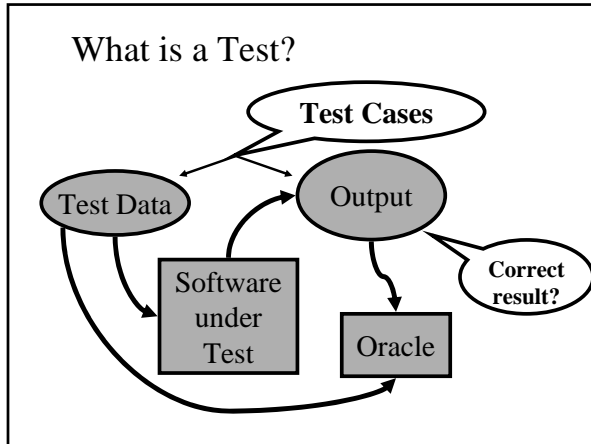 What is a Test?
Test Cases
Test Data
Output
Correct
result?
Software
under
Test
Oracle